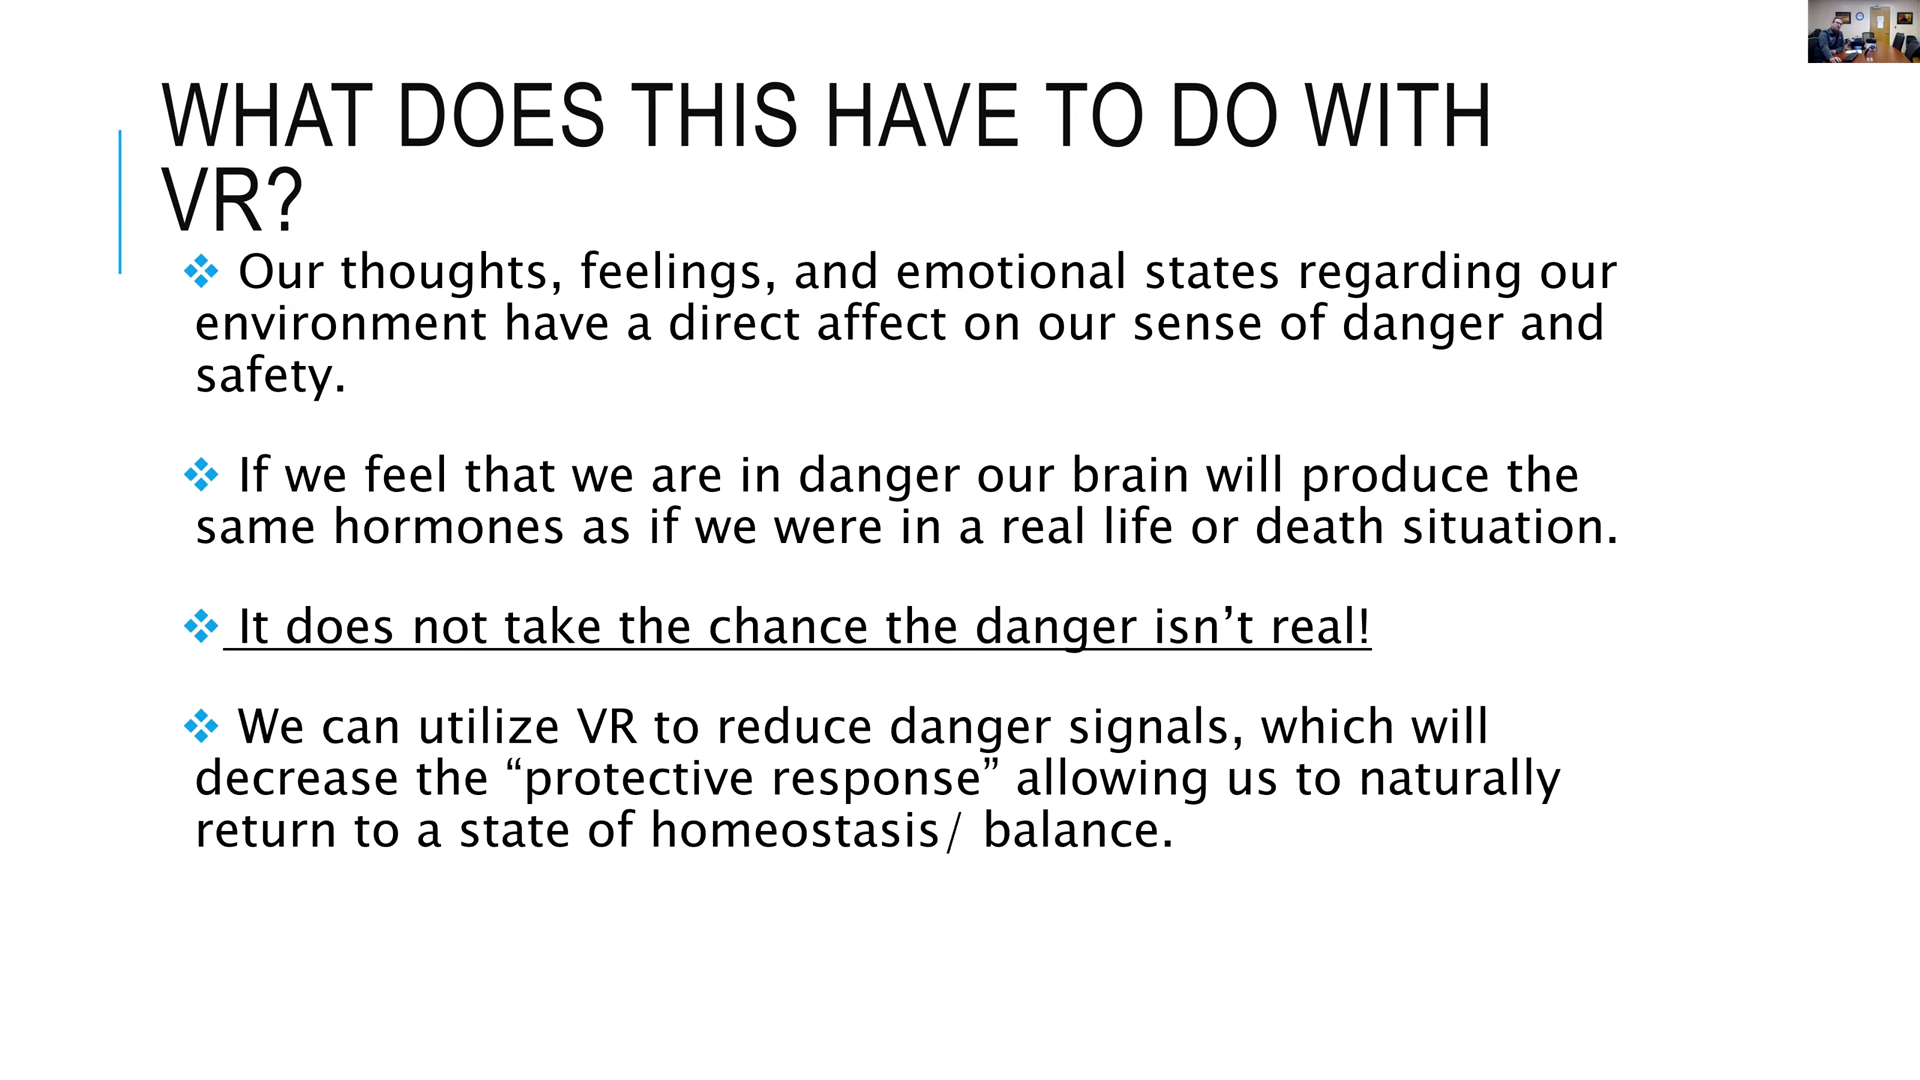 WHAT DOES THIS HAVE TO DO WITH
VR?
❖ Our thoughts, feelings, and emotional states regarding our
environment have a direct affect on our sense of danger and
safety.
❖ If we feel that we are in danger our brain will produce the
same hormones as if we were in a real life or death situation.
❖ It does not take the chance the danger isn’t real!
❖ We can utilize VR to reduce danger signals, which will
decrease the “protective response” allowing us to naturally
return to a state of homeostasis/ balance.